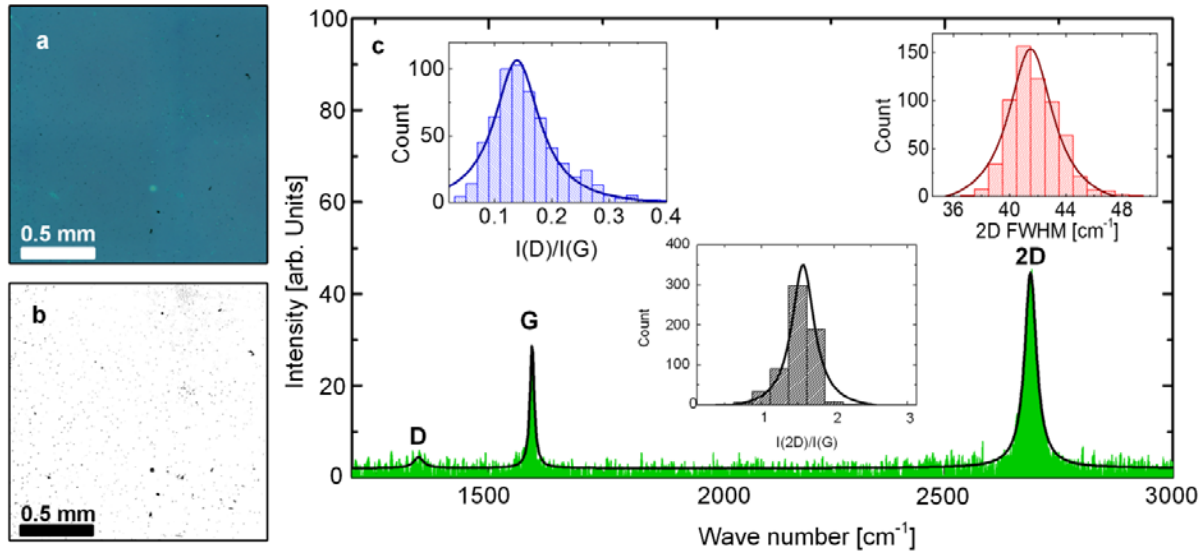 a
0.5 mm
b
0.5 mm
c
Intensity [arb. Units]
100
80
60
40
20
0
1500
2000
2500
3000
Wave number [cm-1]
D
G
2D
Count
100
50
0
0.1
0.2
0.3
0.4
I(D)/I(G)
Count
400
300
200
100
0
1
2
3
I(2D)/I(G)
Count
150
100
50
0
36
40
44
48
2D FWHM [cm-1]